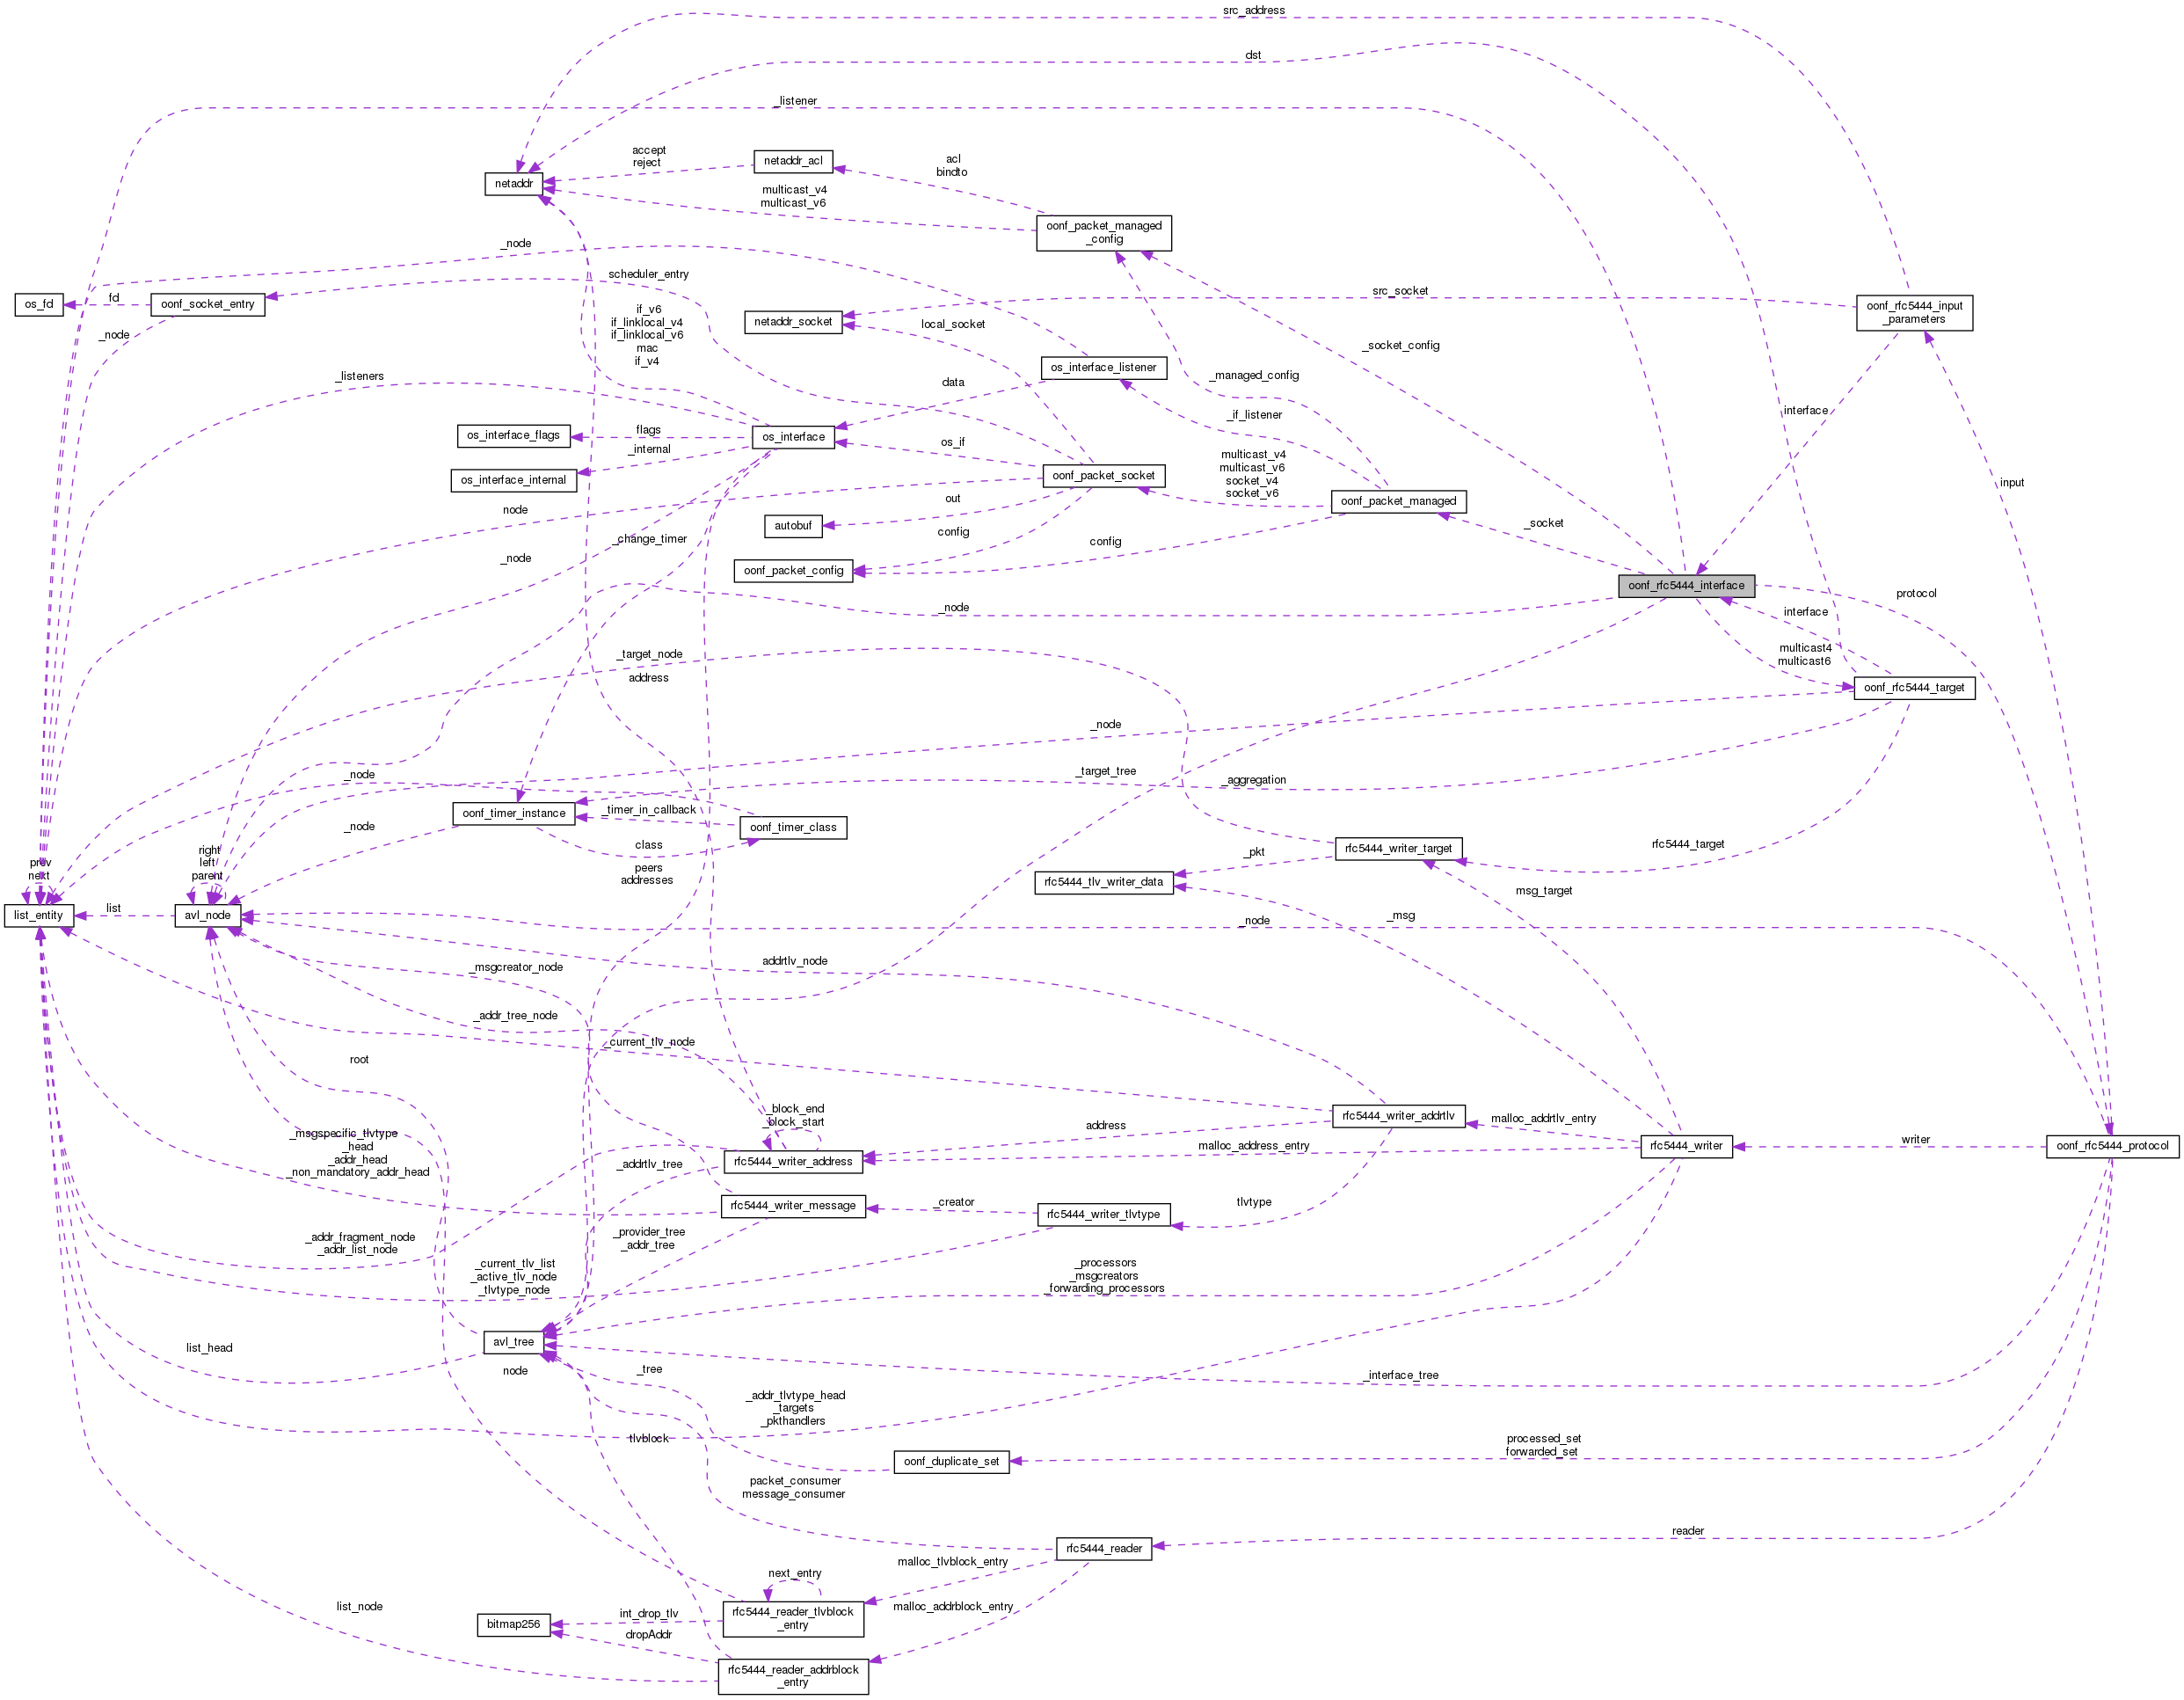 src_address
dst
_listener
accept
reject
netaddr_acl
acl
bindto
netaddr
multicast_v4
multicast_v6
oonf_packet_managed
_config
_node
scheduler_entry
os_fd
fd
oonf_socket_entry
src_socket
oonf_rfc5444_input
_parameters
if_v6
if_linklocal_v4
if_linklocal_v6
mac
if_v4
netaddr_socket
local_socket
_node
_socket_config
os_interface_listener
_listeners
data
_managed_config
interface
_if_listener
os_interface_flags
flags
os_interface
os_if
_internal
os_interface_internal
oonf_packet_socket
multicast_v4
multicast_v6
socket_v4
socket_v6
input
oonf_packet_managed
node
out
autobuf
_socket
_change_timer
config
config
_node
oonf_packet_config
oonf_rfc5444_interface
protocol
_node
interface
_target_node
address
multicast4
multicast6
oonf_rfc5444_target
_node
_node
_target_tree
_aggregation
oonf_timer_instance
_timer_in_callback
oonf_timer_class
_node
class
rfc5444_writer_target
rfc5444_target
right
left
parent
prev
next
peers
addresses
_pkt
rfc5444_tlv_writer_data
msg_target
list_entity
list
avl_node
_msg
_node
_msgcreator_node
addrtlv_node
_addr_tree_node
_current_tlv_node
root
_block_end
_block_start
rfc5444_writer_addrtlv
malloc_addrtlv_entry
address
malloc_address_entry
rfc5444_writer
writer
oonf_rfc5444_protocol
_msgspecific_tlvtype
_head
_addr_head
_non_mandatory_addr_head
_addrtlv_tree
rfc5444_writer_address
rfc5444_writer_message
_creator
rfc5444_writer_tlvtype
tlvtype
_addr_fragment_node
_addr_list_node
_provider_tree
_addr_tree
_current_tlv_list
_active_tlv_node
_tlvtype_node
_processors
_msgcreators
_forwarding_processors
avl_tree
list_head
node
_tree
_interface_tree
_addr_tlvtype_head
_targets
_pkthandlers
tlvblock
oonf_duplicate_set
processed_set
forwarded_set
packet_consumer
message_consumer
reader
rfc5444_reader
malloc_tlvblock_entry
next_entry
list_node
malloc_addrblock_entry
int_drop_tlv
rfc5444_reader_tlvblock
_entry
bitmap256
dropAddr
rfc5444_reader_addrblock
_entry